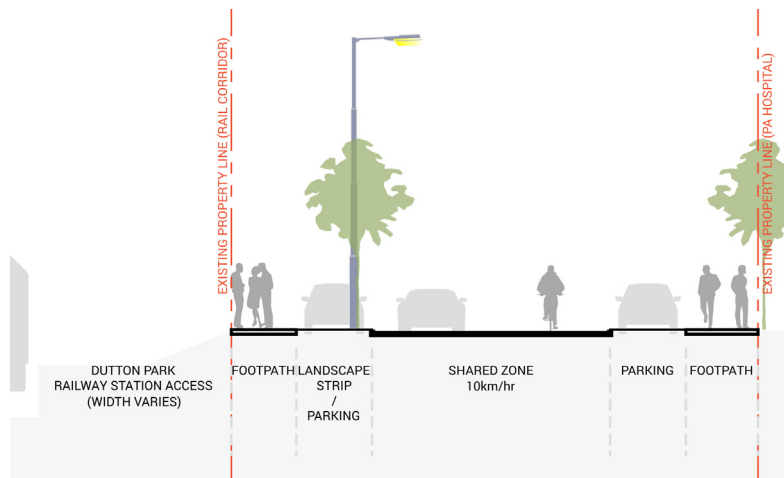 EXISTING PROPERTY LINE (RAIL CORRIDOR)
EXISTING PROPERTY LINE (PA HOSPITAL)
DUTTON PARK
RAILWAY STATION ACCESS
(WIDTH VARIES)
FOOTPATH
LANDSCAPE
STRIP
/
PARKING
SHARED ZONE
10km/hr
PARKING
FOOTPATH